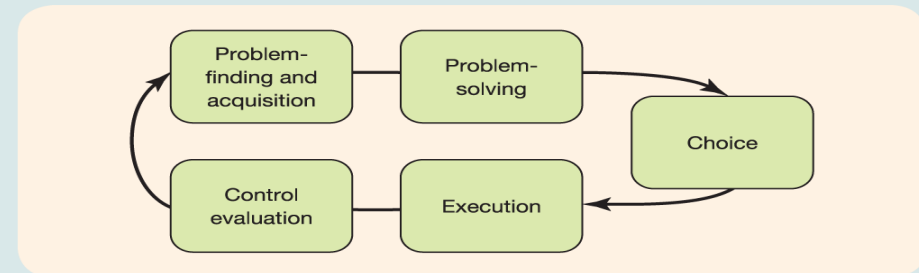 Problem-
finding and
acquisition
Problem-
solving
Choice
Control
evaluation
Execution